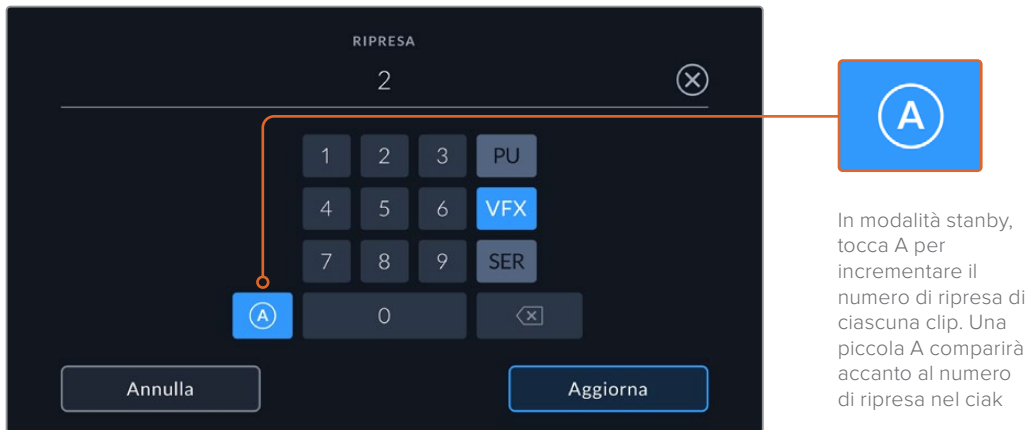 RIPRESA
2
1 2 3 PU
4 5 6 VFX
7 8 9 SER
A 0
Annulla Aggiorna
A
In modalità stanby,
tocca A per
incrementare il
numero di ripresa di
ciascuna clip. Una
piccola A comparirà
accanto al numero
di ripresa nel ciak